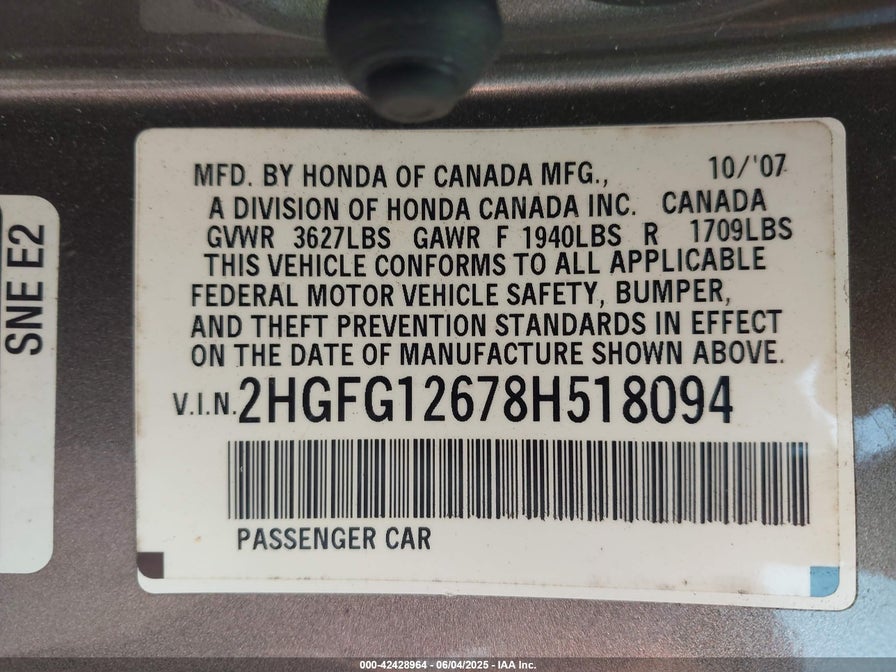 MFD. BY HONDA OF CANADA MFG., 10/'07
A DIVISION OF HONDA CANADA INC. CANADA
GVWR 3627LBS GAWR F 1940LBS R 1709LBS
THIS VEHICLE CONFORMS TO ALL APPLICABLE
FEDERAL MOTOR VEHICLE SAFETY, BUMPER,
AND THEFT PREVENTION STANDARDS IN EFFECT
ON THE DATE OF MANUFACTURE SHOWN ABOVE.
V.I.N. 2HGFG12678H518094
PASSENGER CAR
SNE E2
000-42428964 - 06/04/2025 - IAA Inc.